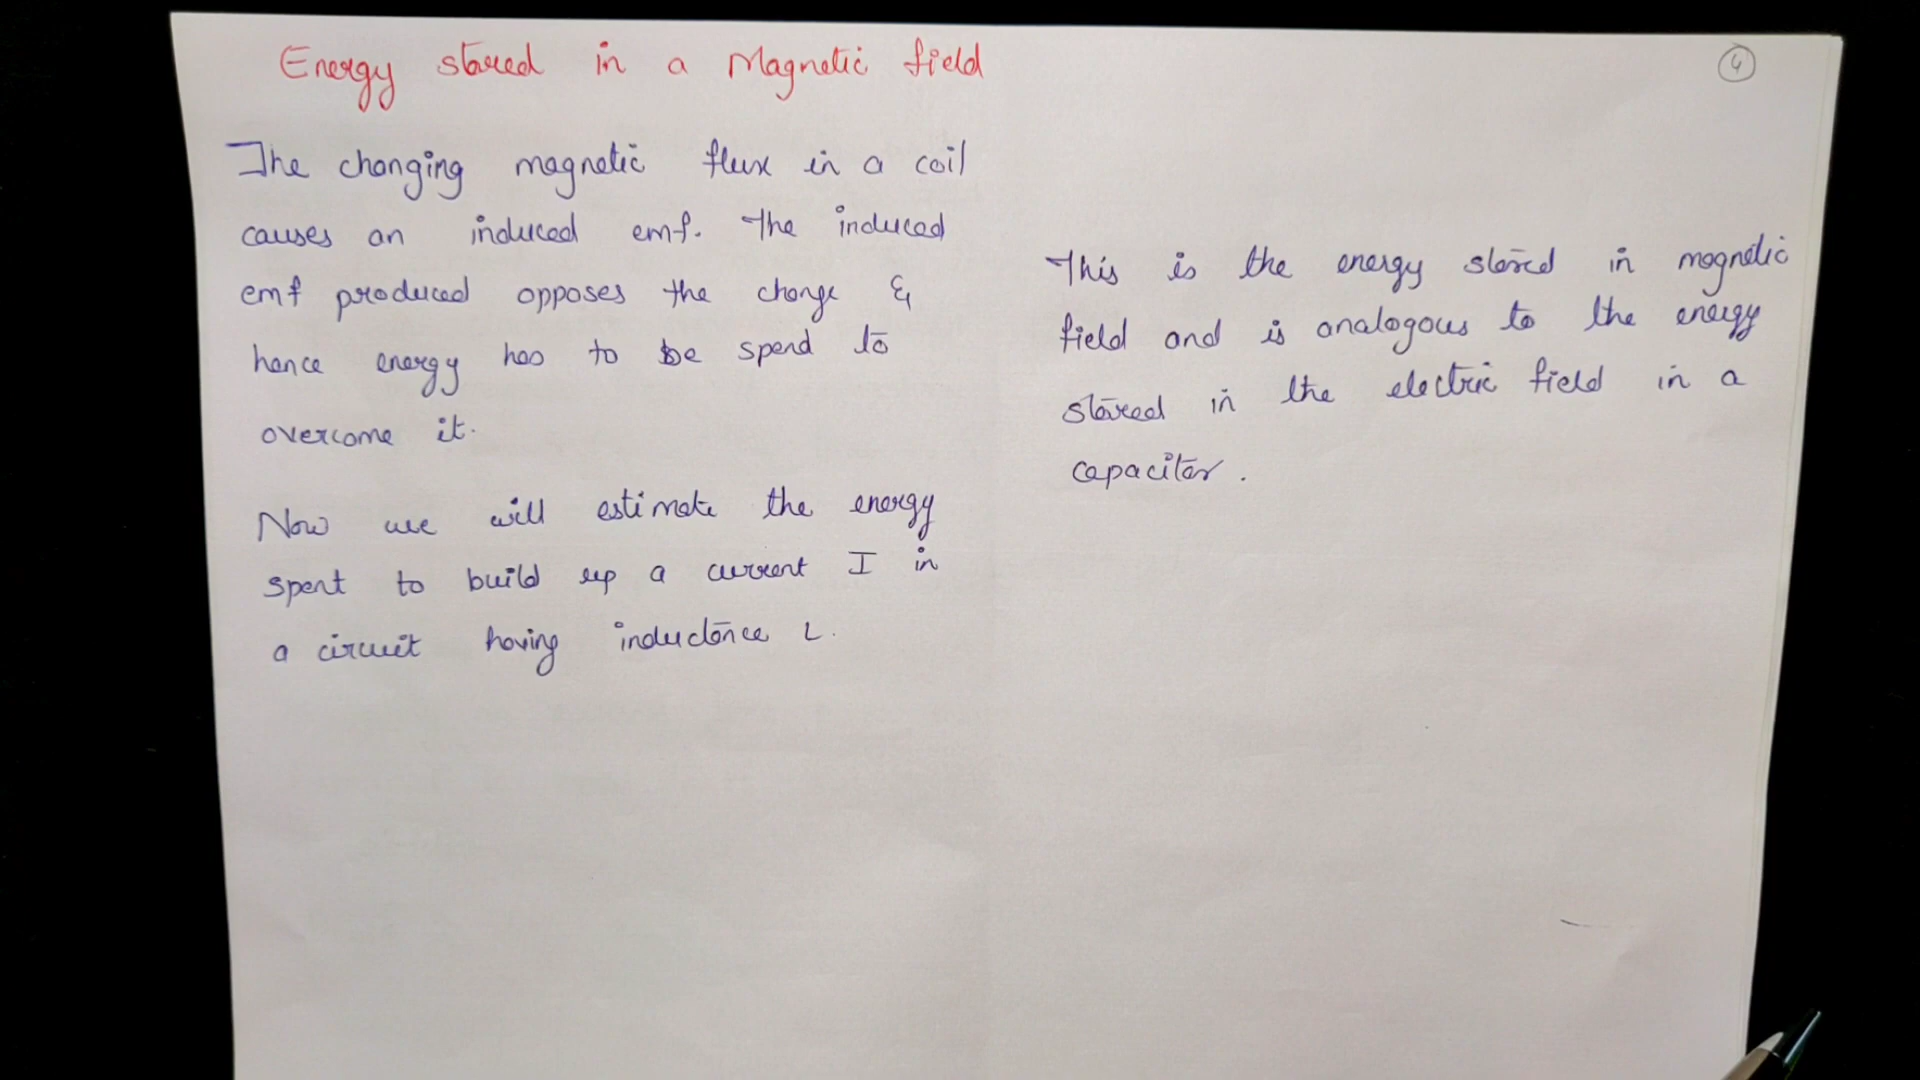 Energy stored in a Magnetic field
4
The changing magnetic flux in a coil
causes an induced emf. The induced
emf produced opposes the change &
hence energy has to be spend to
overcome it.
Now we will estimate the energy
spent to build up a current I in
a circuit having inductance L.
This is the energy stored in magnetic
field and is analogous to the energy
stored in the electric field in a
capacitor.